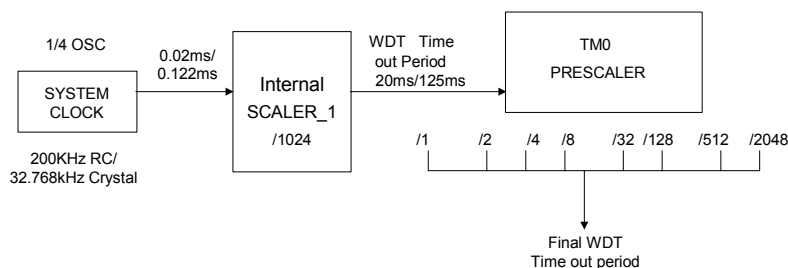 1/4 OSC
SYSTEM
CLOCK
200KHz RC/
32.768kHz Crystal
0.02ms/
0.122ms
Internal
SCALER_1
/1024
WDT Time
out Period
20ms/125ms
TM0
PRESCALER
/1 /2 /4 /8 /32 /128 /512 /2048
Final WDT
Time out period